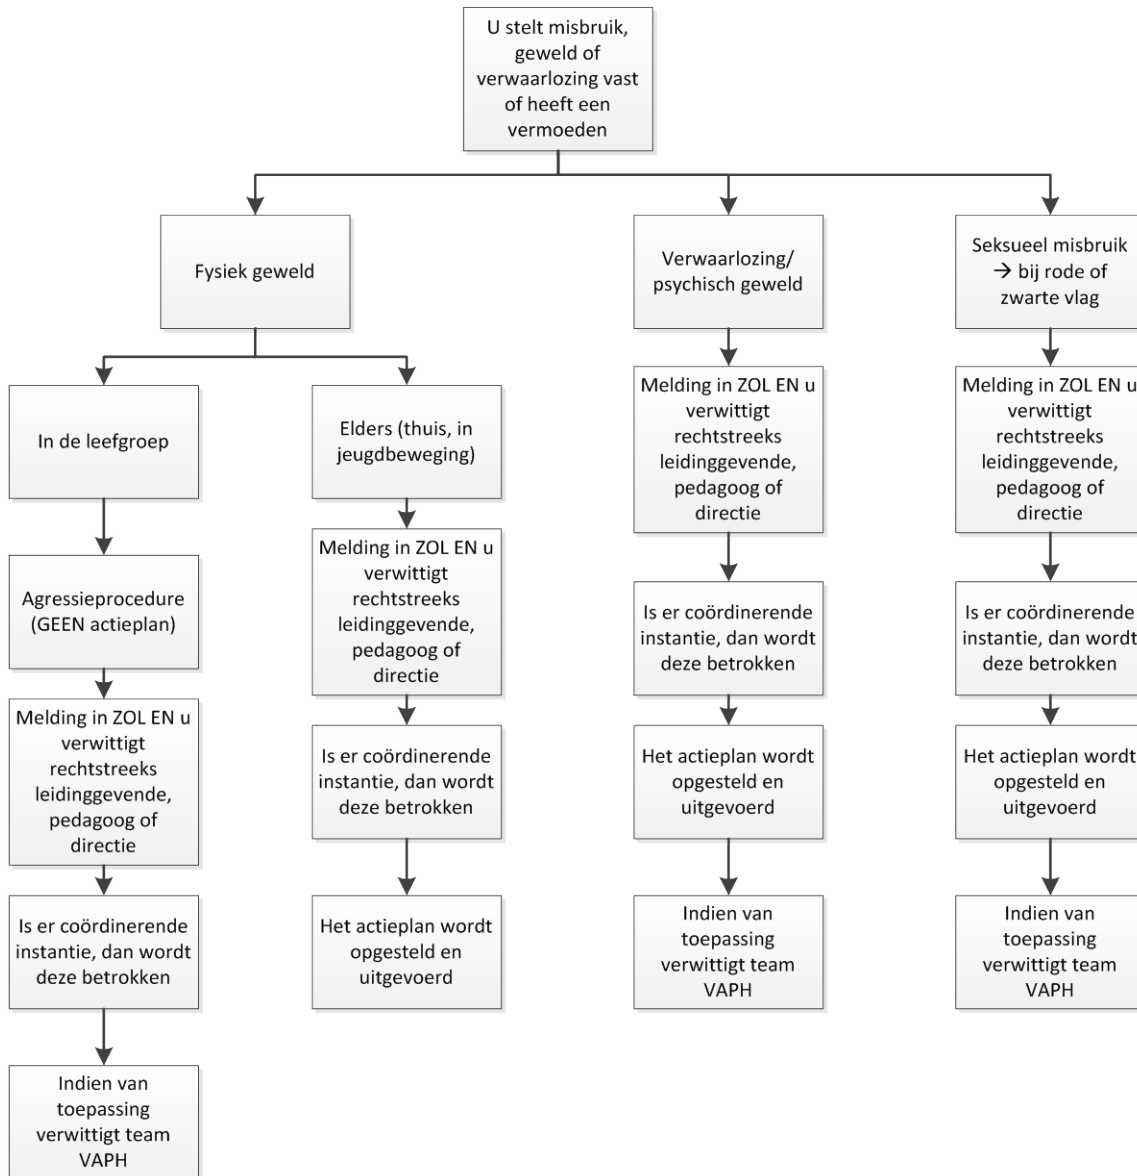 U stelt misbruik,
geweld of
verwaarlozing vast
of heeft een
vermoeden
Fysiek geweld
Verwaarlozing/
psychisch geweld
Seksueel misbruik
→ bij rode of
zwarte vlag
In de leefgroep
Elders (thuis, in
jeugdbeweging)
Melding in ZOL EN u
verwittigt
rechtstreeks
leidinggevende,
pedagoog of
directie
Melding in ZOL EN u
verwittigt
rechtstreeks
leidinggevende,
pedagoog of
directie
Agressieprocedure
(GEEN actieplan)
Melding in ZOL EN u
verwittigt
rechtstreeks
leidinggevende,
pedagoog of
directie
Is er coördinerende
instantie, dan wordt
deze betrokken
Is er coördinerende
instantie, dan wordt
deze betrokken
Melding in ZOL EN u
verwittigt
rechtstreeks
leidinggevende,
pedagoog of
directie
Is er coördinerende
instantie, dan wordt
deze betrokken
Het actieplan wordt
opgesteld en
uitgevoerd
Het actieplan wordt
opgesteld en
uitgevoerd
Is er coördinerende
instantie, dan wordt
deze betrokken
Het actieplan wordt
opgesteld en
uitgevoerd
Indien van
toepassing
verwittigt team
VAPH
Indien van
toepassing
verwittigt team
VAPH
Indien van
toepassing
verwittigt team
VAPH